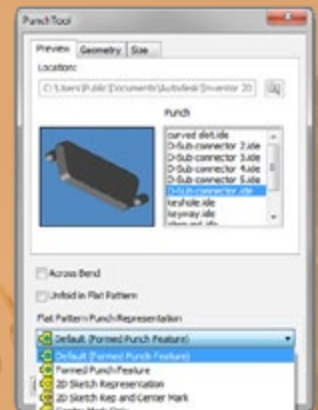 PunchTool
Preview Geometry Size
Location:
C:\Users\Public\Documents\Autodesk\Inventor 20
Punch
curved slot.ide
D-Sub connector 2.ide
D-Sub connector 3.ide
D-Sub connector 4.ide
D-Sub connector 5.ide
D-Sub connector.ide
keyhole.ide
keyway.ide
Across Bend
Unfold in Flat Pattern
Flat Pattern Punch Representation
Default (Formed Punch Feature)
Default (Formed Punch Feature)
Formed Punch Feature
2D Sketch Representation
2D Sketch Rep and Center Mark
Center Mark Only